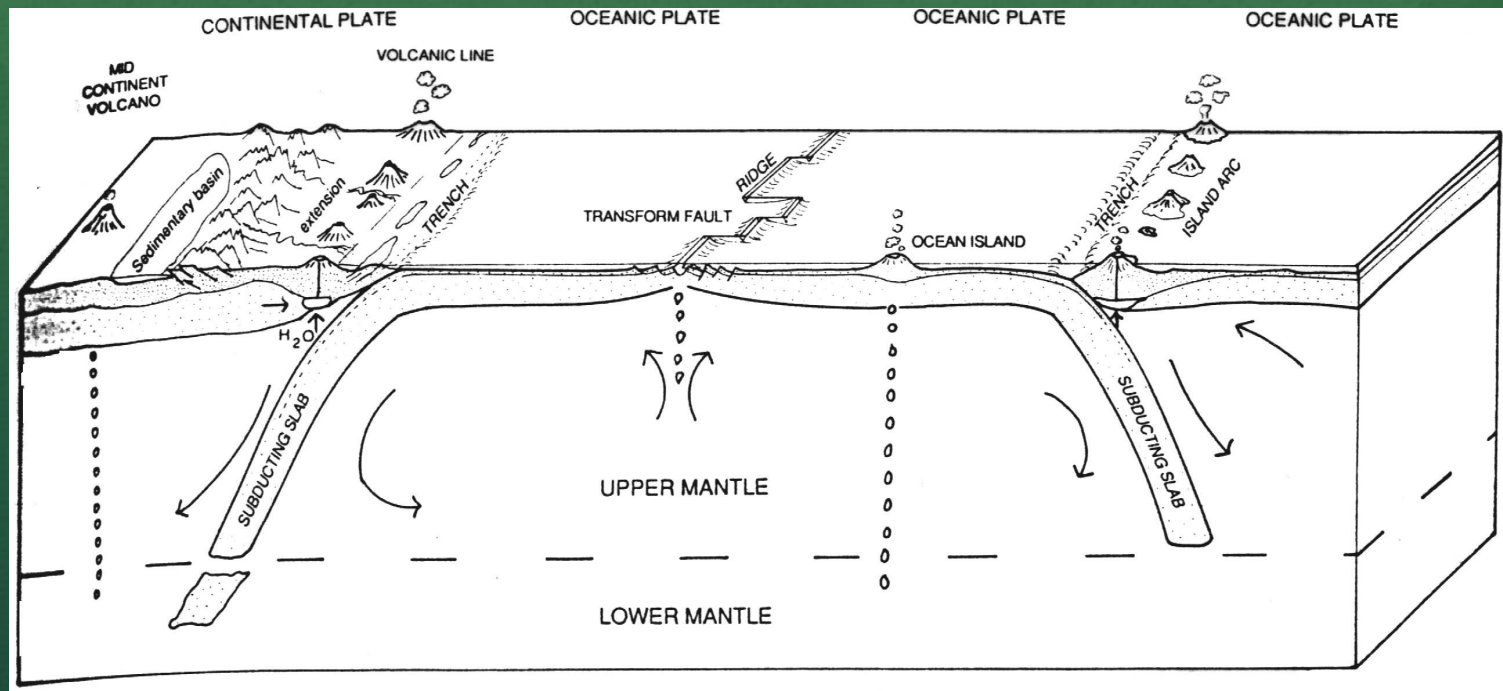 CONTINENTAL PLATE
OCEANIC PLATE
OCEANIC PLATE
OCEANIC PLATE
MID
CONTINENT
VOLCANO
VOLCANIC LINE
Sedimentary basin
extension
TRENCH
RIDGE
TRANSFORM FAULT
OCEAN ISLAND
TRENCH
ISLAND ARC
H₂O
SUBDUCTING SLAB
SUBDUCTING SLAB
UPPER MANTLE
LOWER MANTLE